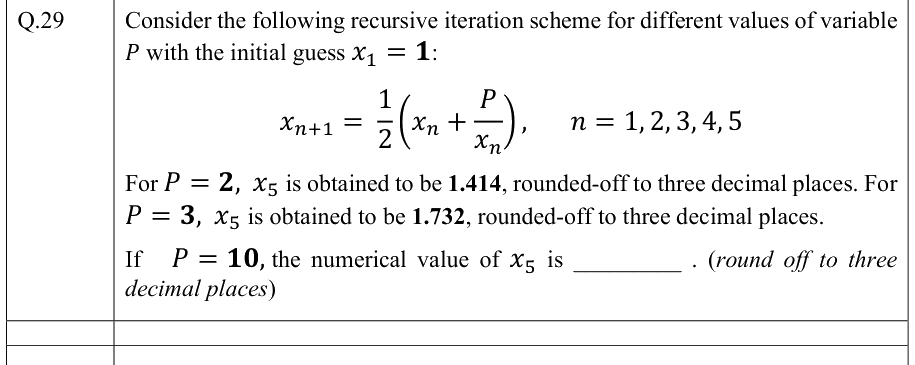 Q.29 Consider the following recursive iteration scheme for different values of variable
P with the initial guess x₁ = 1:
xₙ₊₁ = 1/2 (xₙ + P/xₙ), n = 1, 2, 3, 4, 5
For P = 2, x₅ is obtained to be 1.414, rounded-off to three decimal places. For
P = 3, x₅ is obtained to be 1.732, rounded-off to three decimal places.
If P = 10, the numerical value of x₅ is __________ . (round off to three
decimal places)